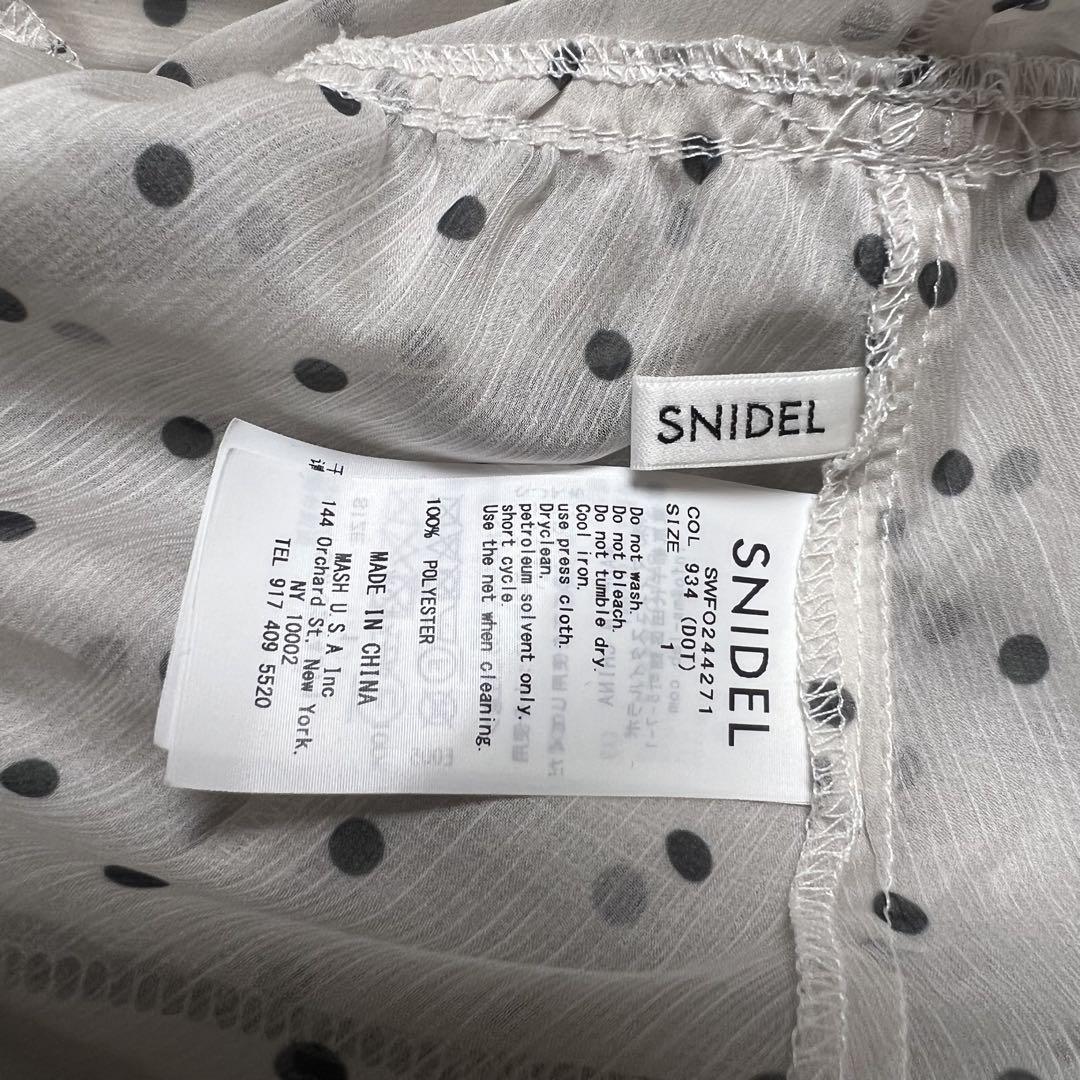 SNIDEL
SNIDEL
SWFO244271
COL 934 (DOT)
SIZE 1
Do not wash.
Do not bleach.
Do not tumble dry.
Cool iron.
use press cloth.
Dryclean.
petroleum solvent only.
short cycle.
Use the net when cleaning.
100% POLYESTER
MADE IN CHINA
MASH U S. A Inc
144 Orchard St. New York.
NY 10002
TEL 917 409 5520